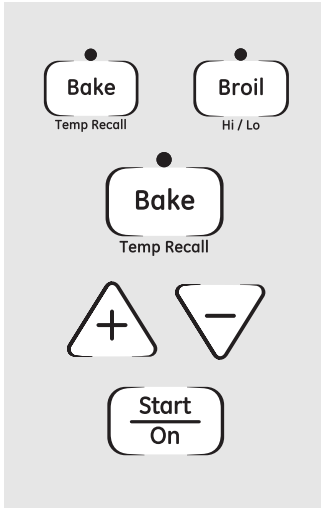 Bake Broil
Temp Recall Hi / Lo
Bake
Temp Recall
+ −
Start
On